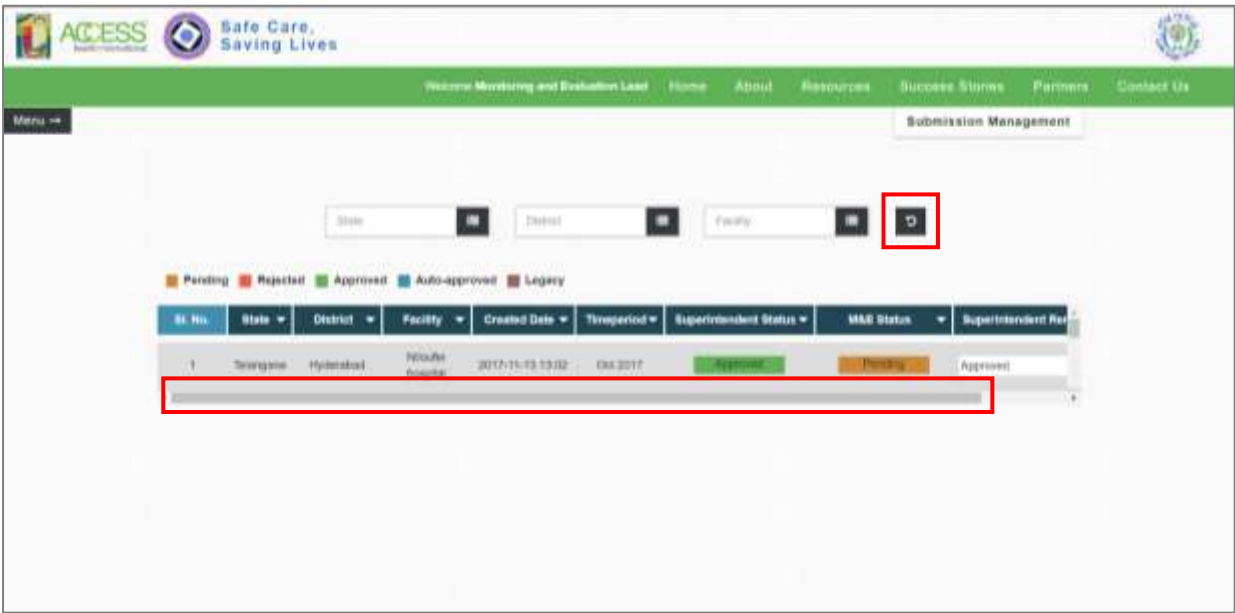 ACCESS
Safe Care,
Saving Lives
Welcome Monitoring and Evaluation Lead Home About Resources Success Stories Partners Contact Us
Menu
Submission Management
State District Facility
Pending Rejected Approved Auto-approved Legacy
Sl. No. State District Facility Created Date Timeperiod Superintendent Status M&E Status Superintendent Re
1 Telangana Hyderabad Niloufer hospital 2017-11-13 13:02 Oct 2017 Approved Pending Approved